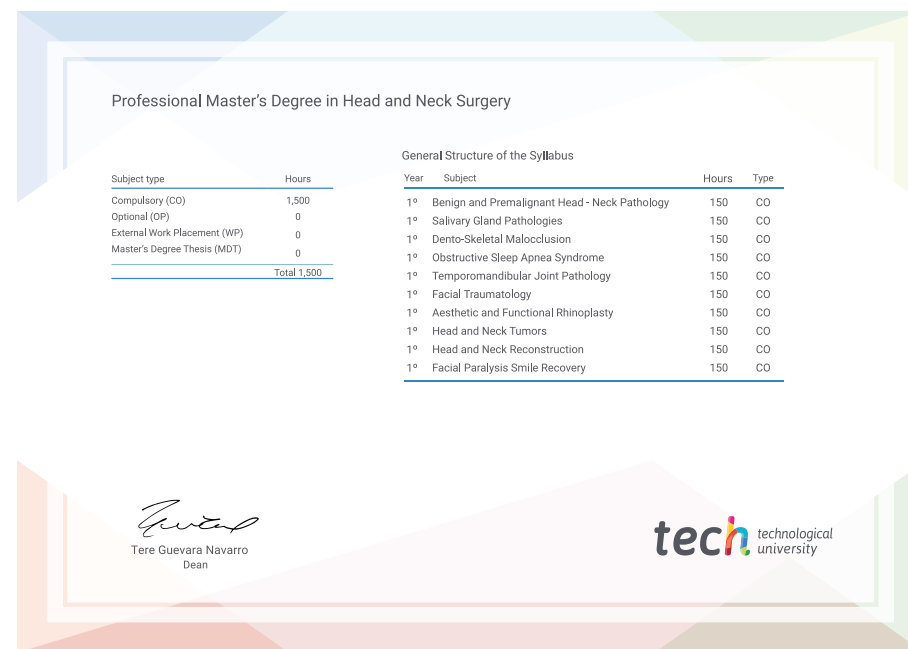 Professional Master's Degree in Head and Neck Surgery
General Structure of the Syllabus
Subject type Hours
Compulsory (CO) 1,500
Optional (OP) 0
External Work Placement (WP) 0
Master's Degree Thesis (MDT) 0
Total 1,500
Year Subject Hours Type
1º Benign and Premalignant Head - Neck Pathology 150 CO
1º Salivary Gland Pathologies 150 CO
1º Dento-Skeletal Malocclusion 150 CO
1º Obstructive Sleep Apnea Syndrome 150 CO
1º Temporomandibular Joint Pathology 150 CO
1º Facial Traumatology 150 CO
1º Aesthetic and Functional Rhinoplasty 150 CO
1º Head and Neck Tumors 150 CO
1º Head and Neck Reconstruction 150 CO
1º Facial Paralysis Smile Recovery 150 CO
Tere Guevara Navarro
Dean
tech technological
university